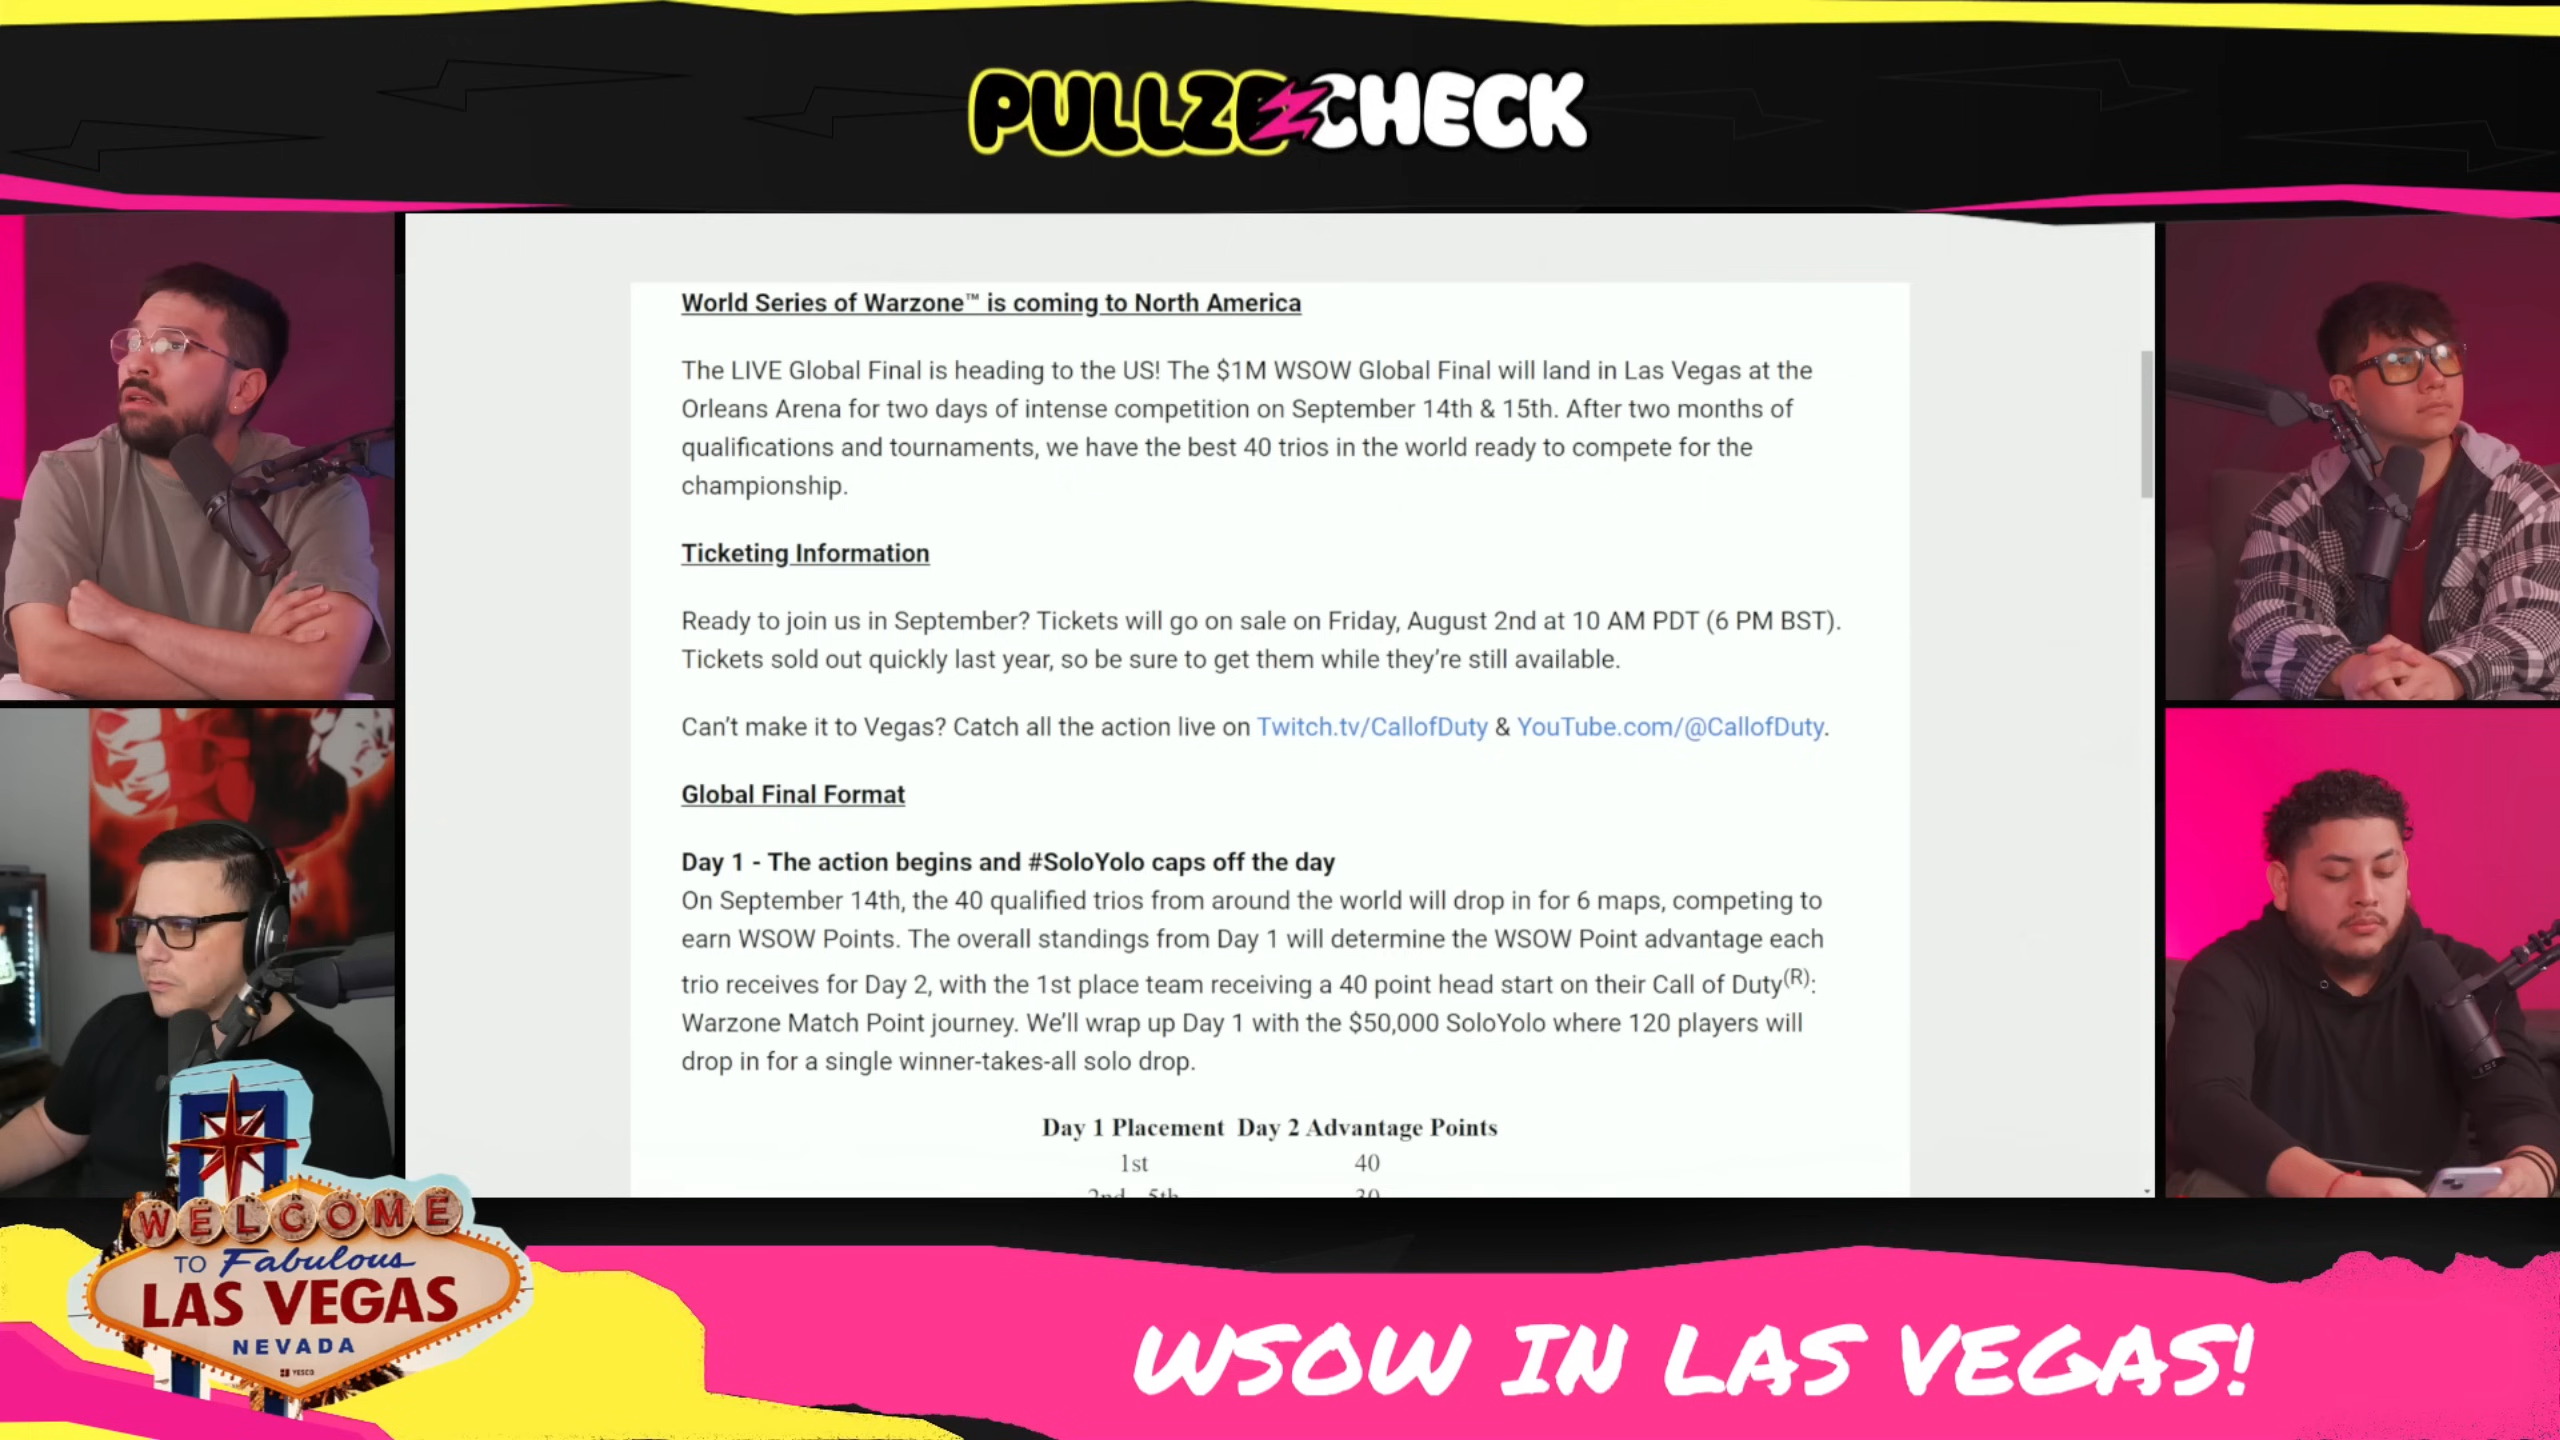 PULLZE CHECK
World Series of Warzone™ is coming to North America
The LIVE Global Final is heading to the US! The $1M WSOW Global Final will land in Las Vegas at the
Orleans Arena for two days of intense competition on September 14th & 15th. After two months of
qualifications and tournaments, we have the best 40 trios in the world ready to compete for the
championship.
Ticketing Information
Ready to join us in September? Tickets will go on sale on Friday, August 2nd at 10 AM PDT (6 PM BST).
Tickets sold out quickly last year, so be sure to get them while they’re still available.
Can’t make it to Vegas? Catch all the action live on Twitch.tv/CallofDuty & YouTube.com/@CallofDuty.
Global Final Format
Day 1 - The action begins and #SoloYolo caps off the day
On September 14th, the 40 qualified trios from around the world will drop in for 6 maps, competing to
earn WSOW Points. The overall standings from Day 1 will determine the WSOW Point advantage each
trio receives for Day 2, with the 1st place team receiving a 40 point head start on their Call of Duty(R):
Warzone Match Point journey. We’ll wrap up Day 1 with the $50,000 SoloYolo where 120 players will
drop in for a single winner-takes-all solo drop.
Day 1 Placement Day 2 Advantage Points
1st 40
2nd - 5th 30
WELCOME
TO Fabulous
LAS VEGAS
NEVADA
YESCO
WSOW IN LAS VEGAS!